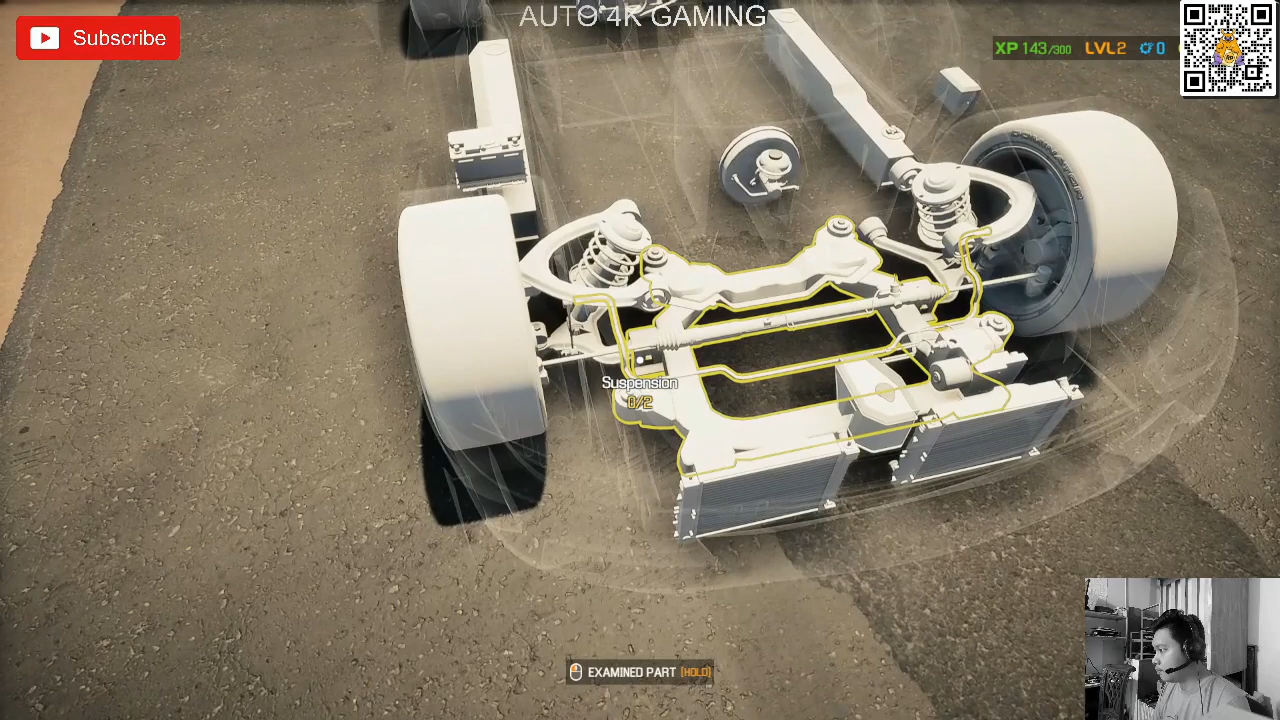 AUTO 4K GAMING
Subscribe
XP 143/300 LVL2 0
Suspension
0/2
EXAMINED PART [HOLD]